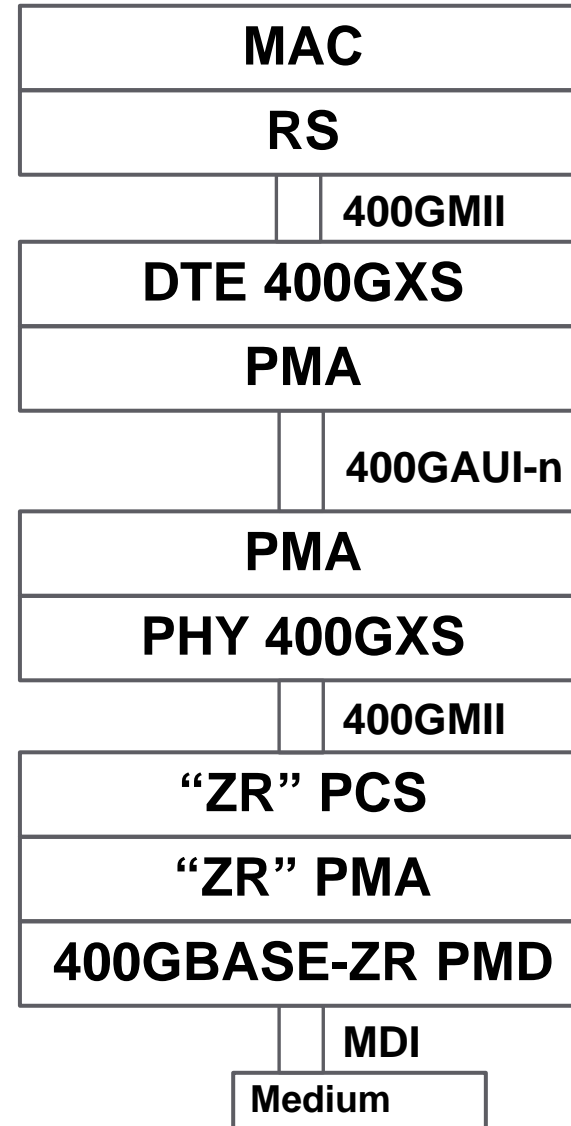 MAC
RS
400GMII
DTE 400GXS
PMA
400GAUI-n
PMA
PHY 400GXS
400GMII
“ZR” PCS
“ZR” PMA
400GBASE-ZR PMD
MDI
Medium